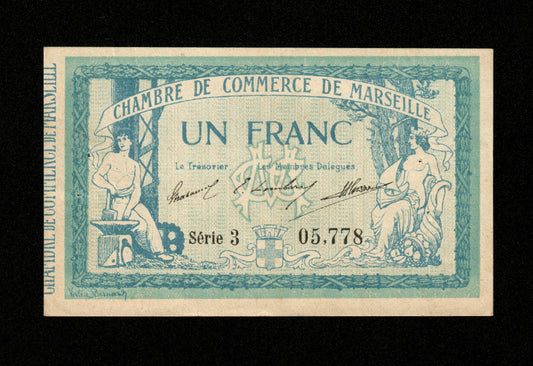 CHAMBRE DE COMMERCE DE MARSEILLE
CHAMBRE DE COMMERCE DE MARSEILLE
UN FRANC
Le Trésorier Les Membres Délégués
Série 3 05,778